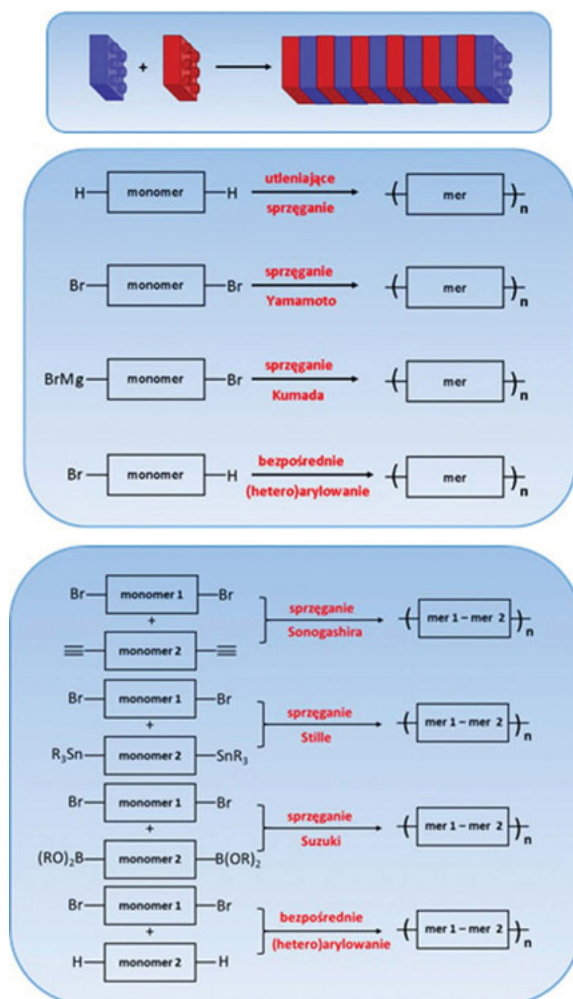 +
H monomer H utleniające sprzęganie ( mer )n
Br monomer Br sprzęganie Yamamoto ( mer )n
BrMg monomer Br sprzęganie Kumada ( mer )n
Br monomer H bezpośrednie (hetero)arylowanie ( mer )n
Br monomer 1 Br
+
monomer 2
sprzęganie
Sonogashira
( mer 1 – mer 2 )n
Br monomer 1 Br
+
R3Sn monomer 2 SnR3
sprzęganie
Stille
( mer 1 – mer 2 )n
Br monomer 1 Br
+
(RO)2B monomer 2 B(OR)2
sprzęganie
Suzuki
( mer 1 – mer 2 )n
Br monomer 1 Br
+
H monomer 2 H
bezpośrednie
(hetero)arylowanie
( mer 1 – mer 2 )n